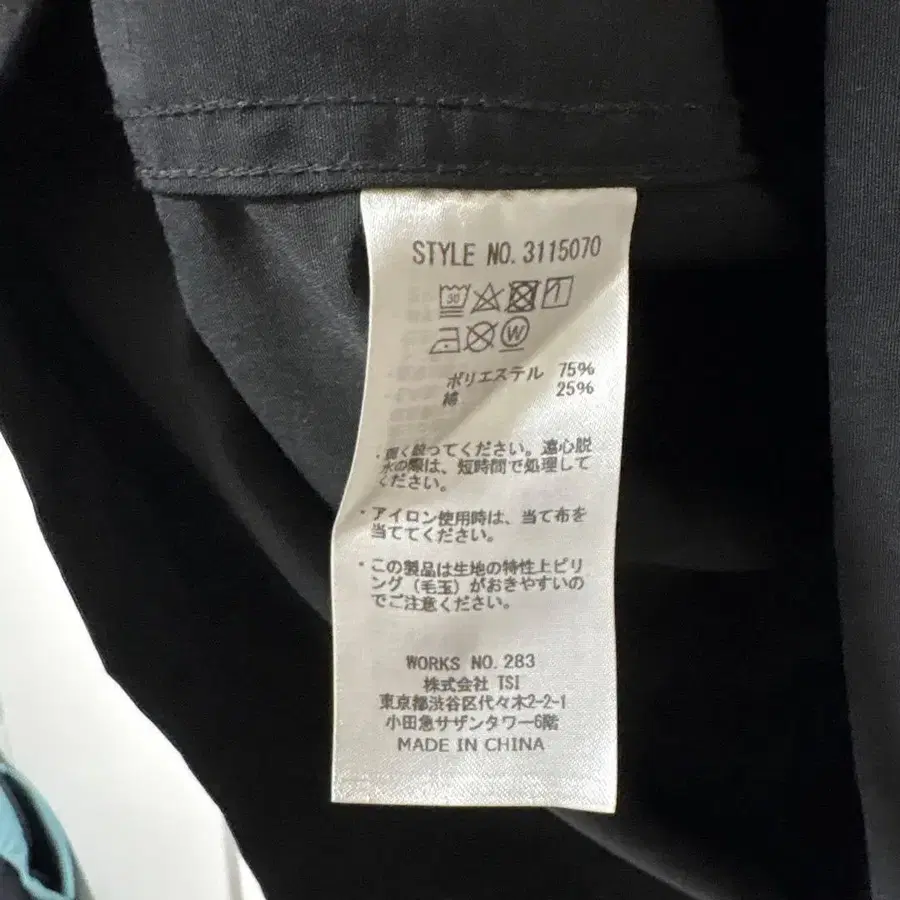 STYLE NO. 3115070
30
W
ポリエステル 75%
綿 25%
・弱く絞ってください。遠心脱
水の際は、短時間で処理して
ください。
・アイロン使用時は、当て布を
当ててください。
・この製品は生地の特性上ピリ
ング（毛玉）がおきやすいの
でご注意ください。
WORKS NO. 283
株式会社 TSI
東京都渋谷区代々木2-2-1
小田急サザンタワー6階
MADE IN CHINA